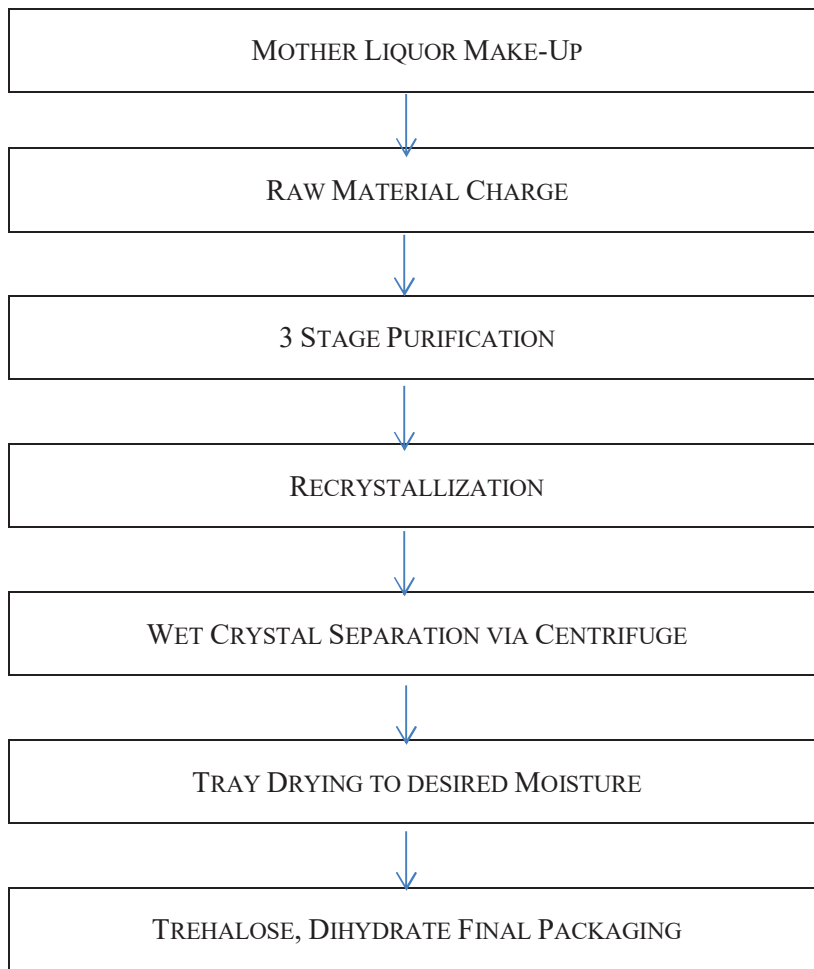 MOTHER LIQUOR MAKE-UP
RAW MATERIAL CHARGE
3 STAGE PURIFICATION
RECRYSTALLIZATION
WET CRYSTAL SEPARATION VIA CENTRIFUGE
TRAY DRYING TO DESIRED MOISTURE
TREHALOSE, DIHYDRATE FINAL PACKAGING